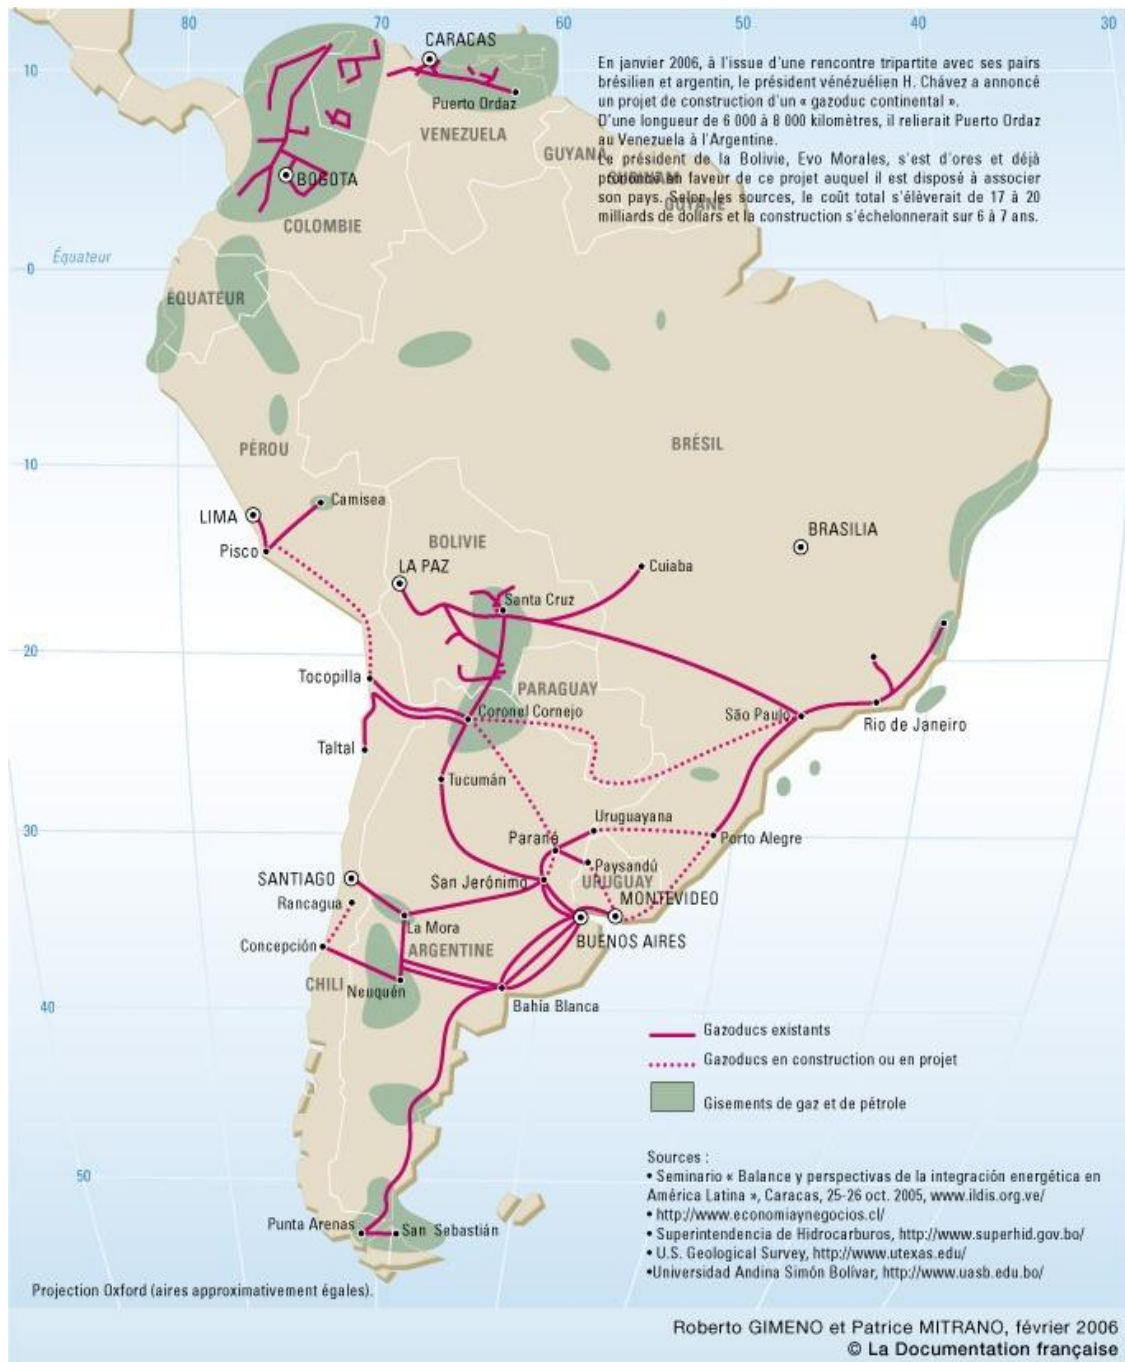 80
70
60
50
40
30
CARACAS
10
Puerto Ordaz
VENEZUELA
GUYANA
SURINAM
GUYANE
En janvier 2006, à l'issue d'une rencontre tripartite avec ses pairs
brésilien et argentin, le président vénézuélien H. Chávez a annoncé
un projet de construction d'un « gazoduc continental ».
D'une longueur de 6 000 à 8 000 kilomètres, il relierait Puerto Ordaz
au Venezuela à l'Argentine.
Le président de la Bolivie, Evo Morales, s'est d'ores et déjà
en faveur de ce projet auquel il est disposé à associer
son pays. Selon les sources, le coût total s'élèverait de 17 à 20
milliards de dollars et la construction s'échelonnerait sur 6 à 7 ans.
BOGOTA
COLOMBIE
Équateur
0
ÉQUATEUR
PÉROU
BRÉSIL
10
Camisea
LIMA
Pisco
BRASILIA
BOLIVIE
LA PAZ
Cuiaba
Santa Cruz
20
Tocopilla
PARAGUAY
Coronel Cornejo
São Paulo
Rio de Janeiro
Taltal
Tucumán
30
Uruguayana
Paraná
Porto Alegre
Paysandú
SANTIAGO
San Jerónimo
URUGUAY
Rancagua
MONTEVIDEO
La Mora
BUENOS AIRES
Concepción
ARGENTINE
CHILI
Neuquén
40
Bahía Blanca
Gazoducs existants
Gazoducs en construction ou en projet
Gisements de gaz et de pétrole
50
Punta Arenas
San Sebastián
Sources :
• Seminario « Balance y perspectivas de la integración energética en
América Latina », Caracas, 25-26 oct. 2005, www.ildis.org.ve/
• http://www.economiaynegocios.cl/
• Superintendencia de Hidrocarburos, http://www.superhid.gov.bo/
• U.S. Geological Survey, http://www.utexas.edu/
•Universidad Andina Simón Bolívar, http://www.uasb.edu.bo/
Projection Oxford (aires approximativement égales).
Roberto GIMENO et Patrice MITRANO, février 2006
© La Documentation française